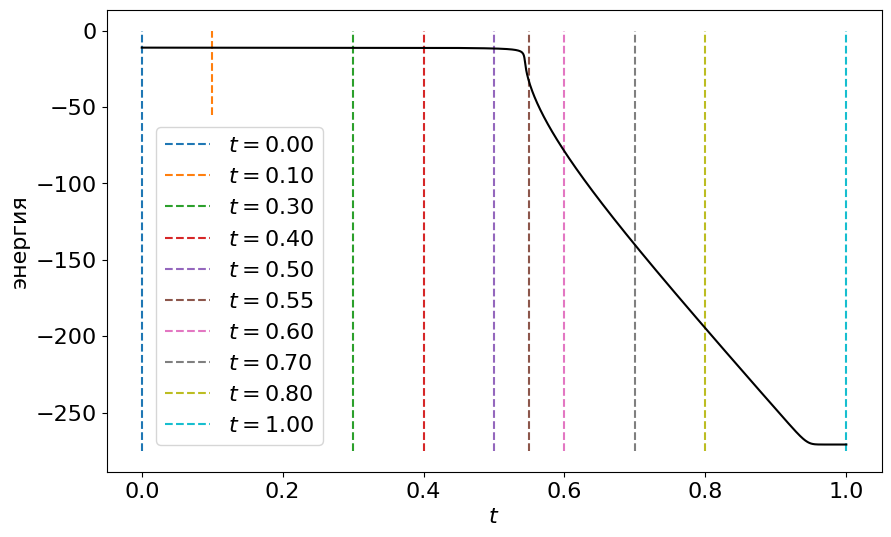 0
−50
−100
−150
−200
−250
энергия
t = 0.00
t = 0.10
t = 0.30
t = 0.40
t = 0.50
t = 0.55
t = 0.60
t = 0.70
t = 0.80
t = 1.00
0.0 0.2 0.4 0.6 0.8 1.0
t